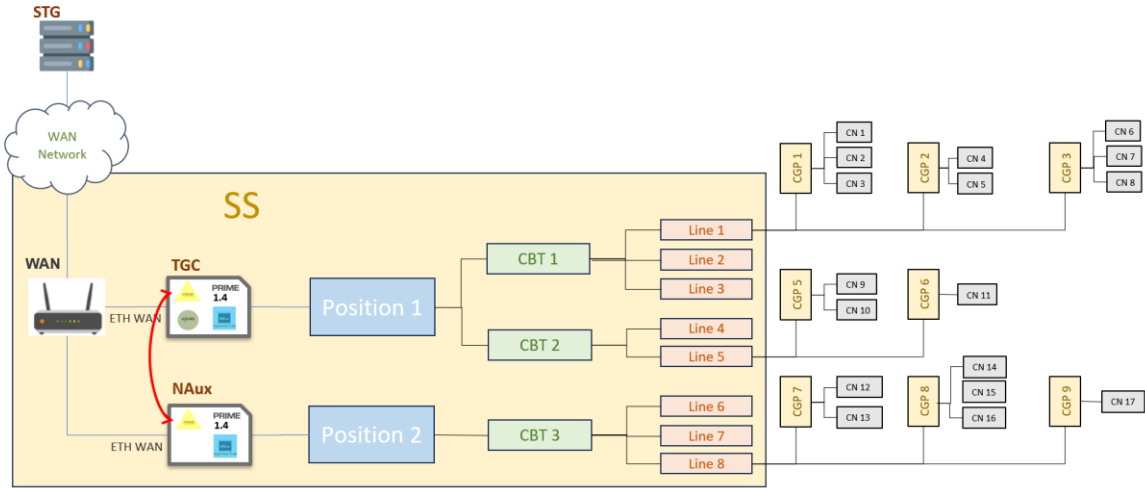 STG
WAN
Network
SS
WAN
ETH WAN
TGC
PRIME
1.4
NAux
PRIME
1.4
ETH WAN
Position 1
Position 2
CBT 1
CBT 2
CBT 3
Line 1
Line 2
Line 3
Line 4
Line 5
Line 6
Line 7
Line 8
CGP 1
CN 1
CN 2
CN 3
CGP 2
CN 4
CN 5
CGP 3
CN 6
CN 7
CN 8
CGP 5
CN 9
CN 10
CGP 6
CN 11
CGP 7
CN 12
CN 13
CGP 8
CN 14
CN 15
CN 16
CGP 9
CN 17